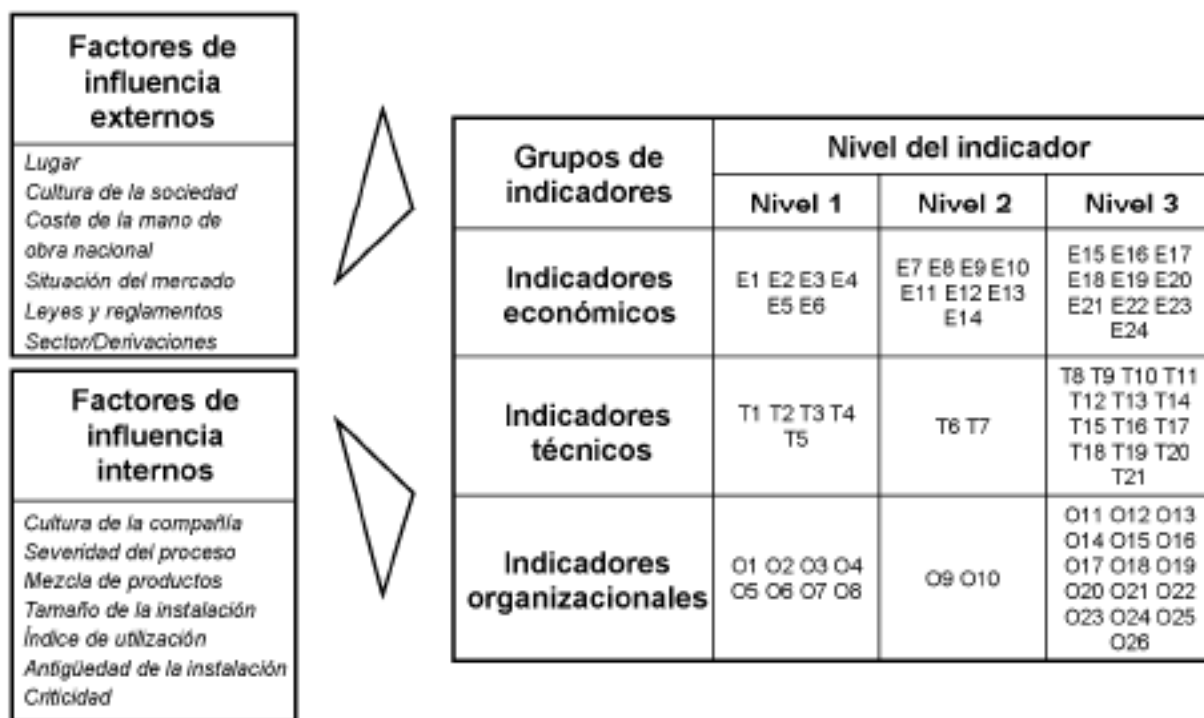 Factores de
influencia
externos
Lugar
Cultura de la sociedad
Coste de la mano de
obra nacional
Situación del mercado
Leyes y reglamentos
Sector/Derivaciones
Factores de
influencia
internos
Cultura de la compañía
Severidad del proceso
Mezcla de productos
Tamaño de la instalación
Índice de utilización
Antigüedad de la instalación
Criticidad
Grupos de
indicadores
Nivel del indicador
Nivel 1
Nivel 2
Nivel 3
Indicadores
económicos
E1 E2 E3 E4
E5 E6
E7 E8 E9 E10
E11 E12 E13
E14
E15 E16 E17
E18 E19 E20
E21 E22 E23
E24
Indicadores
técnicos
T1 T2 T3 T4
T5
T6 T7
T8 T9 T10 T11
T12 T13 T14
T15 T16 T17
T18 T19 T20
T21
Indicadores
organizacionales
O1 O2 O3 O4
O5 O6 O7 O8
O9 O10
O11 O12 O13
O14 O15 O16
O17 O18 O19
O20 O21 O22
O23 O24 O25
O26